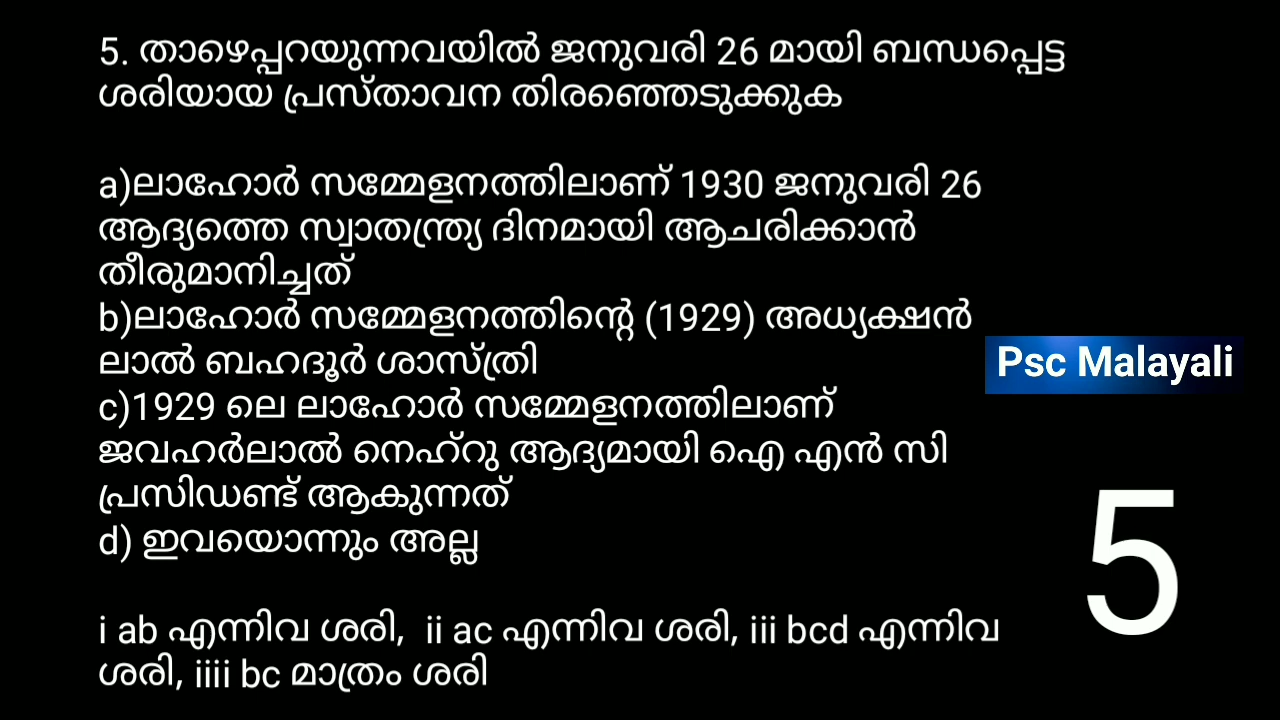 5. താഴെപ്പറയുന്നവയിൽ ജനുവരി 26 മായി ബന്ധപ്പെട്ട
ശരിയായ പ്രസ്താവന തിരഞ്ഞെടുക്കുക
a)ലാഹോർ സമ്മേളനത്തിലാണ് 1930 ജനുവരി 26
ആദ്യത്തെ സ്വാതന്ത്ര്യ ദിനമായി ആചരിക്കാൻ
തീരുമാനിച്ചത്
b)ലാഹോർ സമ്മേളനത്തിന്റെ (1929) അധ്യക്ഷൻ
ലാൽ ബഹദൂർ ശാസ്ത്രി
c)1929 ലെ ലാഹോർ സമ്മേളനത്തിലാണ്
ജവഹർലാൽ നെഹ്റു ആദ്യമായി ഐ എൻ സി
പ്രസിഡണ്ട് ആകുന്നത്
d) ഇവയൊന്നും അല്ല
i ab എന്നിവ ശരി, ii ac എന്നിവ ശരി, iii bcd എന്നിവ
ശരി, iiii bc മാത്രം ശരി
Psc Malayali
5